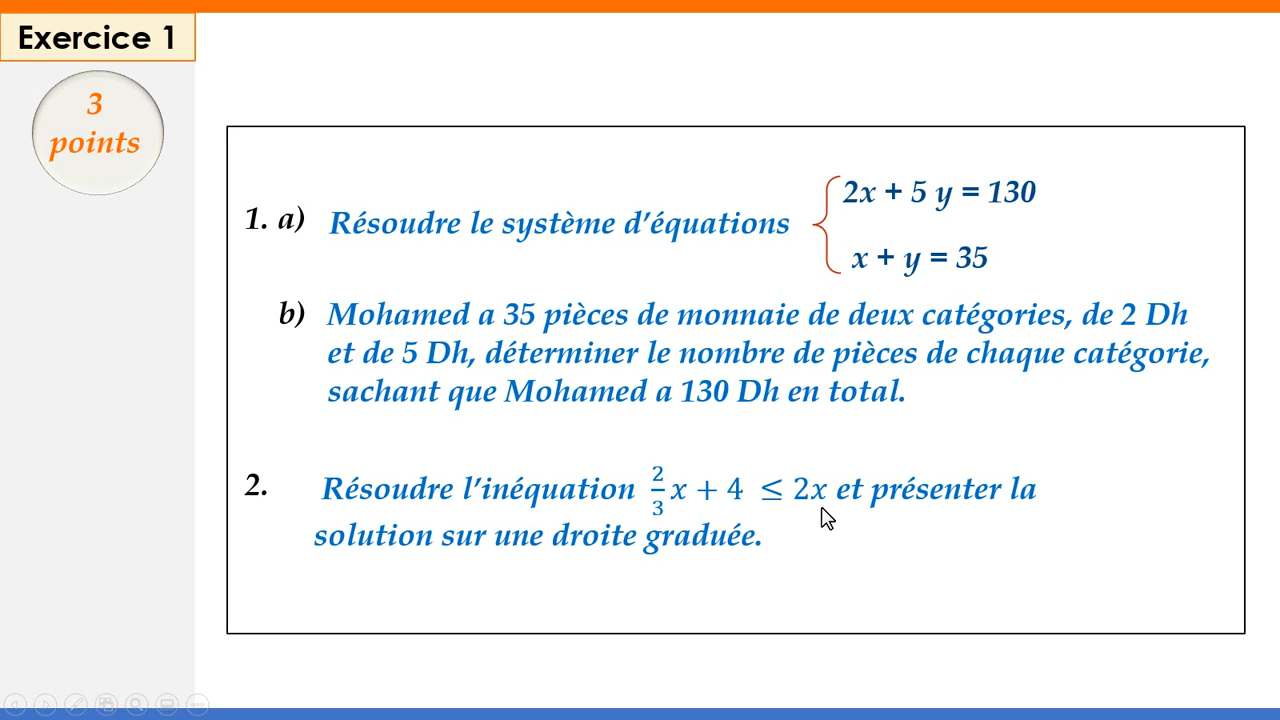 Exercice 1
3
points
1. a) Résoudre le système d’équations
2x + 5 y = 130
x + y = 35
b) Mohamed a 35 pièces de monnaie de deux catégories, de 2 Dh
et de 5 Dh, déterminer le nombre de pièces de chaque catégorie,
sachant que Mohamed a 130 Dh en total.
2. Résoudre l’inéquation 2/3 x + 4 ≤ 2x et présenter la
solution sur une droite graduée.